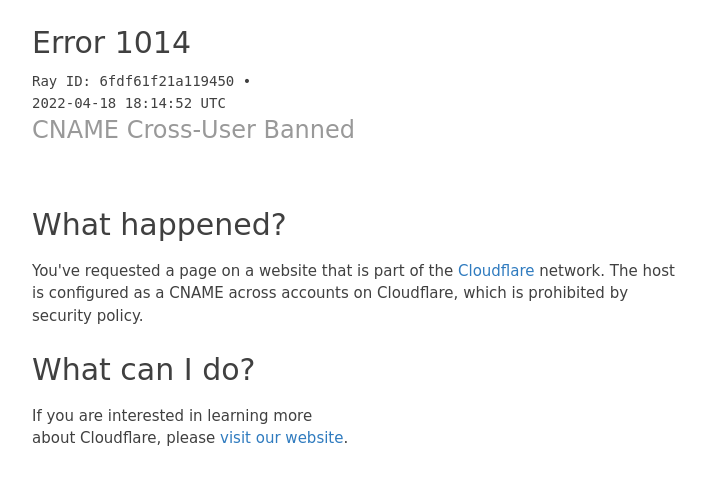 Error 1014
Ray ID: 6fdf61f21a119450 •
2022-04-18 18:14:52 UTC
CNAME Cross-User Banned
What happened?
You've requested a page on a website that is part of the Cloudflare network. The host
is configured as a CNAME across accounts on Cloudflare, which is prohibited by
security policy.
What can I do?
If you are interested in learning more
about Cloudflare, please visit our website.